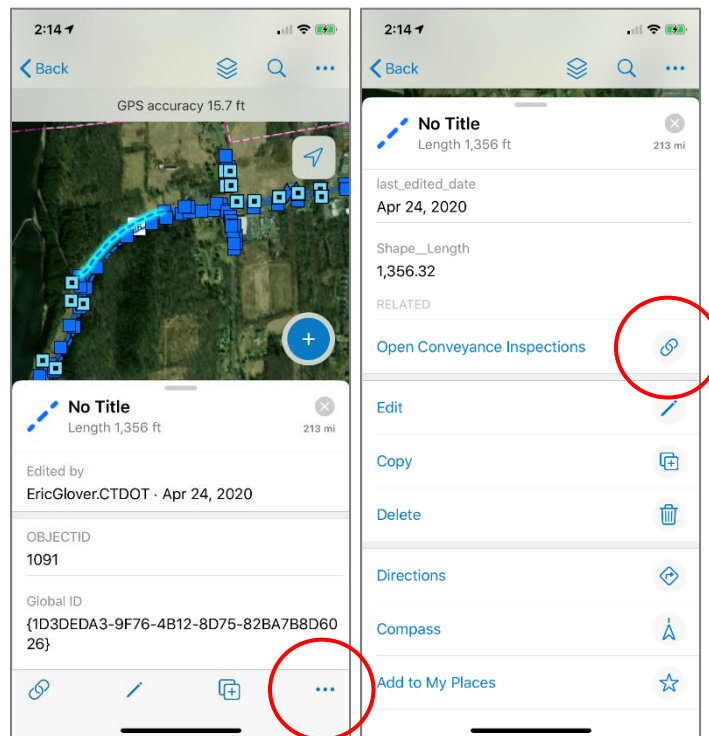 2:14
Back
GPS accuracy 15.7 ft
No Title
Length 1,356 ft
213 mi
Edited by
EricGlover.CTDOT · Apr 24, 2020
OBJECTID
1091
Global ID
{1D3DEDA3-9F76-4B12-8D75-82BA7B8D60
26}
2:14
Back
No Title
Length 1,356 ft
213 mi
last_edited_date
Apr 24, 2020
Shape__Length
1,356.32
RELATED
Open Conveyance Inspections
Edit
Copy
Delete
Directions
Compass
Add to My Places